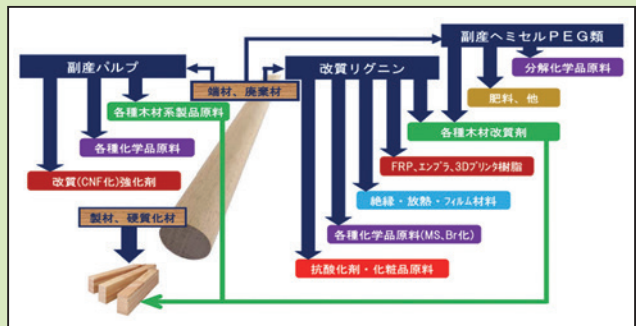 副産ヘミセルPEG類
副産パルプ
端材、廃棄材
改質リグニン
分解化学品原料
肥料、他
各種木材系製品原料
各種木材改質剤
各種化学品原料
FRP、エンプラ、3Dプリンタ樹脂
改質(CNF化)強化剤
絶縁・放熱・フィルム材料
製材、硬質化材
各種化学品原料(MS、Br化)
抗酸化剤・化粧品原料